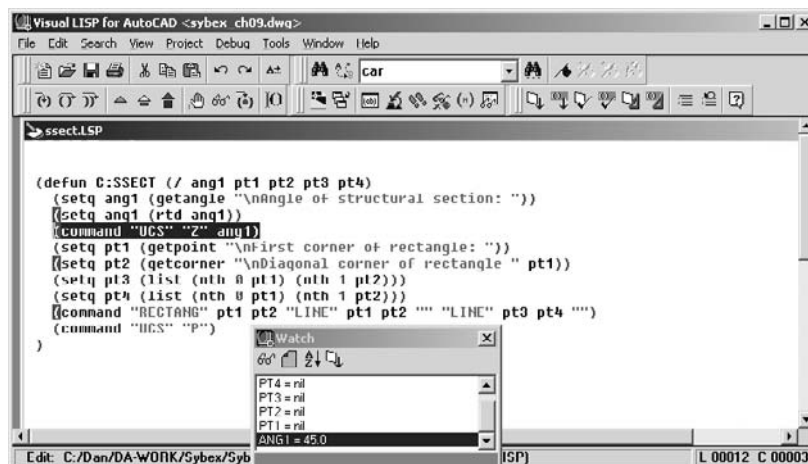 Visual LISP for AutoCAD <sybex_ch09.dwg>
File Edit Search View Project Debug Tools Window Help
car
ssect.LSP
(defun C:SSECT (/ ang1 pt1 pt2 pt3 pt4)
(setq ang1 (getangle "\nAngle of structural section: "))
(setq ang1 (rtd ang1))
(command "UCS" "Z" ang1)
(setq pt1 (getpoint "\nFirst corner of rectangle: "))
(setq pt2 (getcorner "\nDiagonal corner of rectangle " pt1))
(setq pt3 (list (nth 0 pt1) (nth 1 pt2)))
(setq pt4 (list (nth 0 pt1) (nth 1 pt2)))
(command "RECTANG" pt1 pt2 "LINE" pt1 pt2 "" "LINE" pt3 pt4 "")
(command "UCS" "P")
)
Watch
PT4 = nil
PT3 = nil
PT2 = nil
PT1 = nil
ANG1 = 45.0
Edit: C:/Dan/DA-WORK/Sybex/Syb
ISP)
L 00012 C 00003